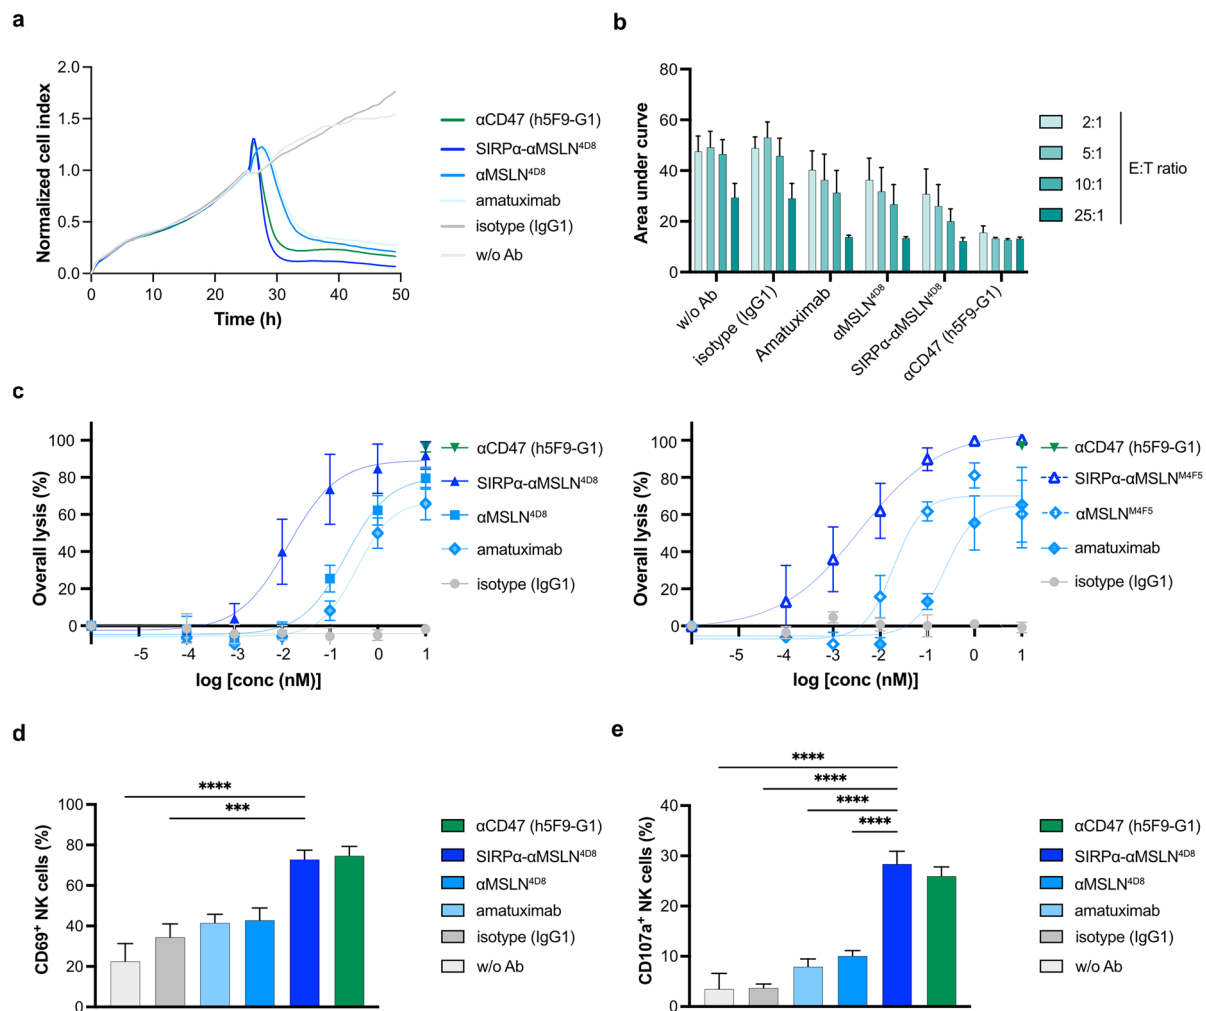 a
Normalized cell index
2.0
1.5
1.0
0.5
0.0
0 10 20 30 40 50
Time (h)
αCD47 (h5F9-G1)
SIRPα-αMSLN4D8
αMSLN4D8
amatuximab
isotype (IgG1)
w/o Ab
b
Area under curve
80
60
40
20
0
w/o Ab
isotype (IgG1)
Amatuximab
αMSLN4D8
SIRPα-αMSLN4D8
αCD47 (h5F9-G1)
2:1
5:1
10:1
25:1
E:T ratio
c
Overall lysis (%)
100
80
60
40
20
0
-5 -4 -3 -2 -1 0 1
log [conc (nM)]
αCD47 (h5F9-G1)
SIRPα-αMSLN4D8
αMSLN4D8
amatuximab
isotype (IgG1)
Overall lysis (%)
100
80
60
40
20
0
-5 -4 -3 -2 -1 0 1
log [conc (nM)]
αCD47 (h5F9-G1)
SIRPα-αMSLNM4F5
αMSLNM4F5
amatuximab
isotype (IgG1)
d
CD69+ NK cells (%)
100
80
60
40
20
0
****
***
αCD47 (h5F9-G1)
SIRPα-αMSLN4D8
αMSLN4D8
amatuximab
isotype (IgG1)
w/o Ab
e
CD107a+ NK cells (%)
40
30
20
10
0
****
****
****
****
αCD47 (h5F9-G1)
SIRPα-αMSLN4D8
αMSLN4D8
amatuximab
isotype (IgG1)
w/o Ab